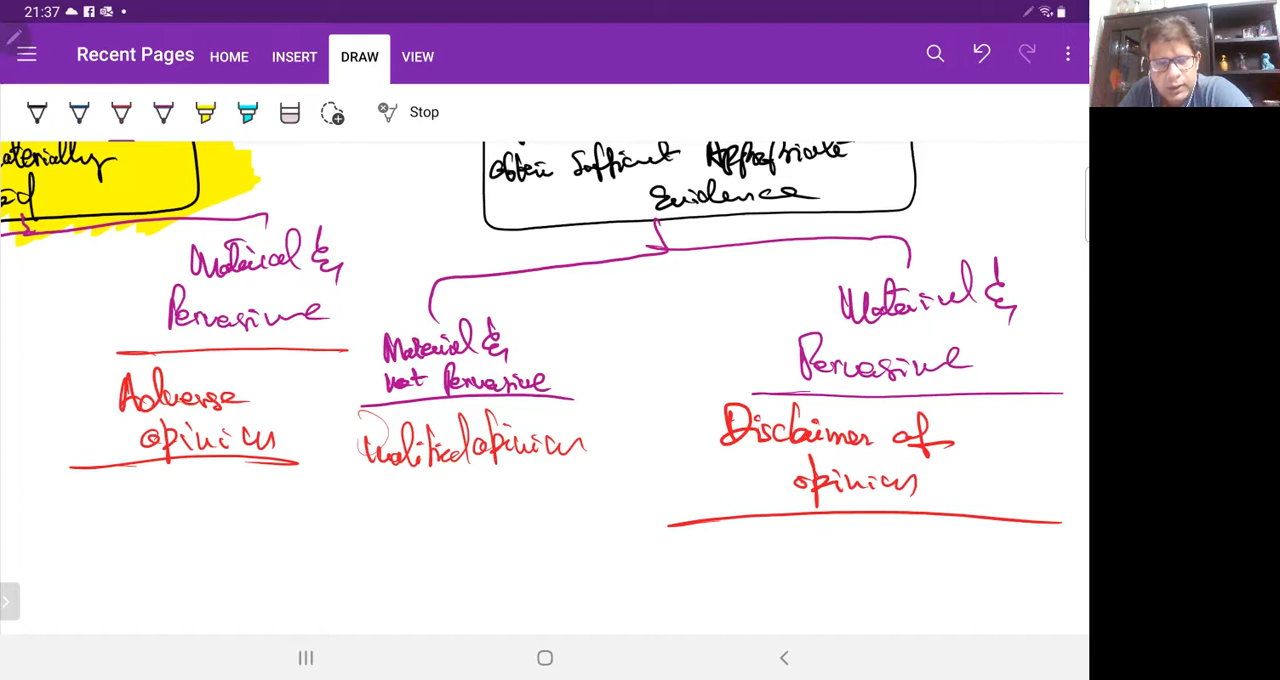 21:37
Recent Pages HOME INSERT DRAW VIEW
Stop
aterially
ed
obtain Sufficient Appropriate
Evidence
Material &
Pervasive
Adverse
opinion
Material &
not Pervasive
Qualified opinion
Material &
Pervasive
Disclaimer of
opinion